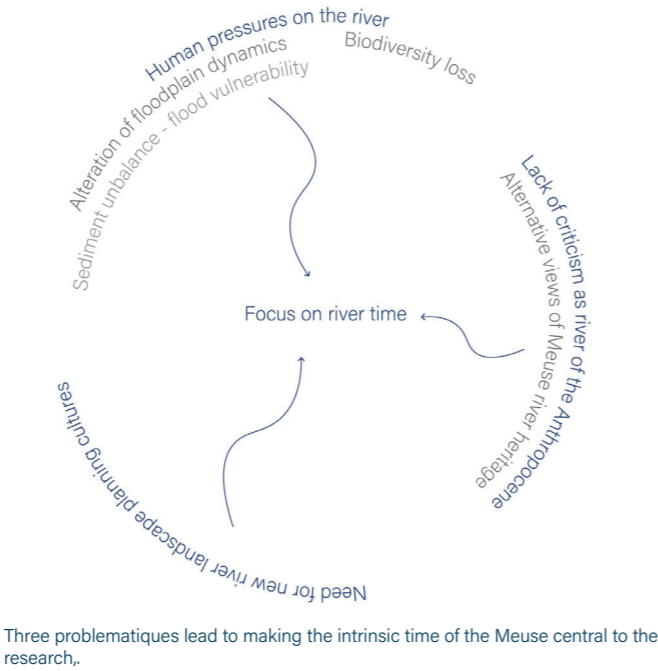 Human pressures on the river
Alteration of floodplain dynamics
Sediment unbalance - flood vulnerability
Biodiversity loss
Lack of criticism as river of the Anthropocene
Alternative views of Meuse river heritage
Focus on river time
Need for new river landscape planning cultures
Three problematiques lead to making the intrinsic time of the Meuse central to the
research,.